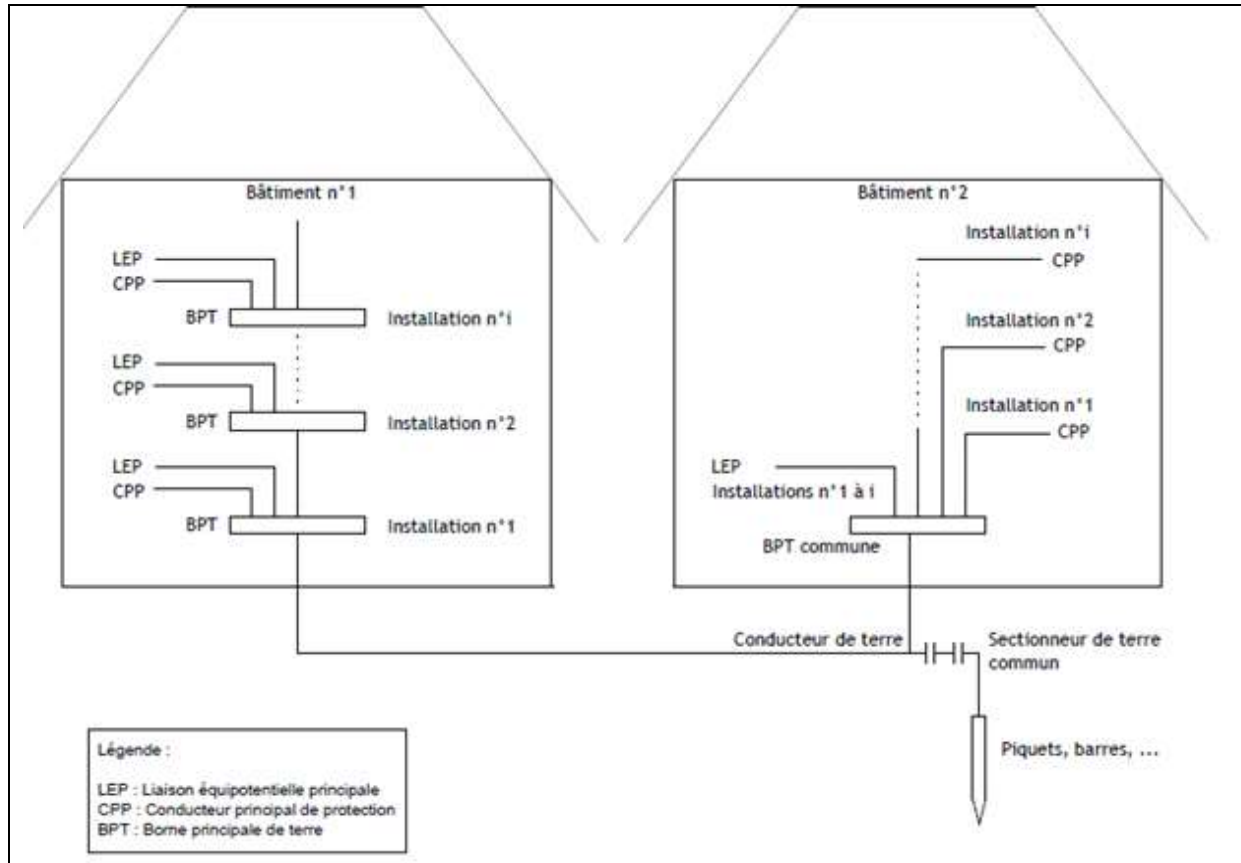 Bâtiment n°1
LEP
CPP
BPT
Installation n°i
LEP
CPP
BPT
Installation n°2
LEP
CPP
BPT
Installation n°1
Bâtiment n°2
Installation n°i
CPP
Installation n°2
CPP
Installation n°1
CPP
LEP
Installations n°1 à i
BPT commune
Conducteur de terre
Sectionneur de terre
commun
Piquets, barres, ...
Légende :
LEP : Liaison équipotentielle principale
CPP : Conducteur principal de protection
BPT : Borne principale de terre